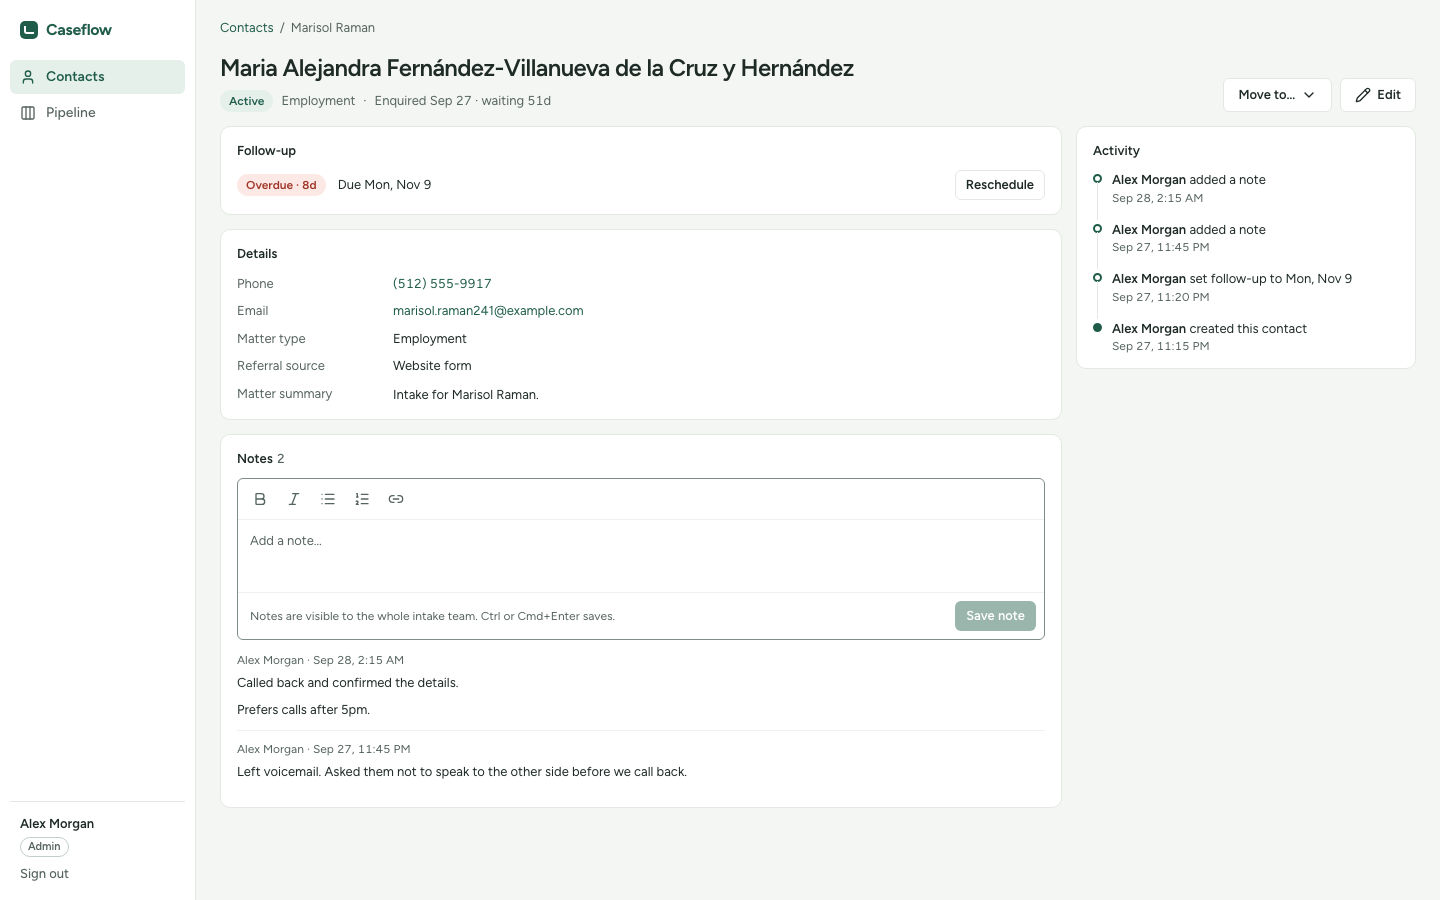 Caseflow
Contacts
Pipeline
Alex Morgan
Admin
Sign out
Contacts / Marisol Raman
Maria Alejandra Fernández-Villanueva de la Cruz y Hernández
Active Employment · Enquired Sep 27 · waiting 51d
Move to...
Edit
Follow-up
Overdue · 8d Due Mon, Nov 9
Reschedule
Details
Phone (512) 555-9917
Email marisol.raman241@example.com
Matter type Employment
Referral source Website form
Matter summary Intake for Marisol Raman.
Notes 2
Add a note...
Notes are visible to the whole intake team. Ctrl or Cmd+Enter saves.
Save note
Alex Morgan · Sep 28, 2:15 AM
Called back and confirmed the details.
Prefers calls after 5pm.
Alex Morgan · Sep 27, 11:45 PM
Left voicemail. Asked them not to speak to the other side before we call back.
Activity
Alex Morgan added a note
Sep 28, 2:15 AM
Alex Morgan added a note
Sep 27, 11:45 PM
Alex Morgan set follow-up to Mon, Nov 9
Sep 27, 11:20 PM
Alex Morgan created this contact
Sep 27, 11:15 PM